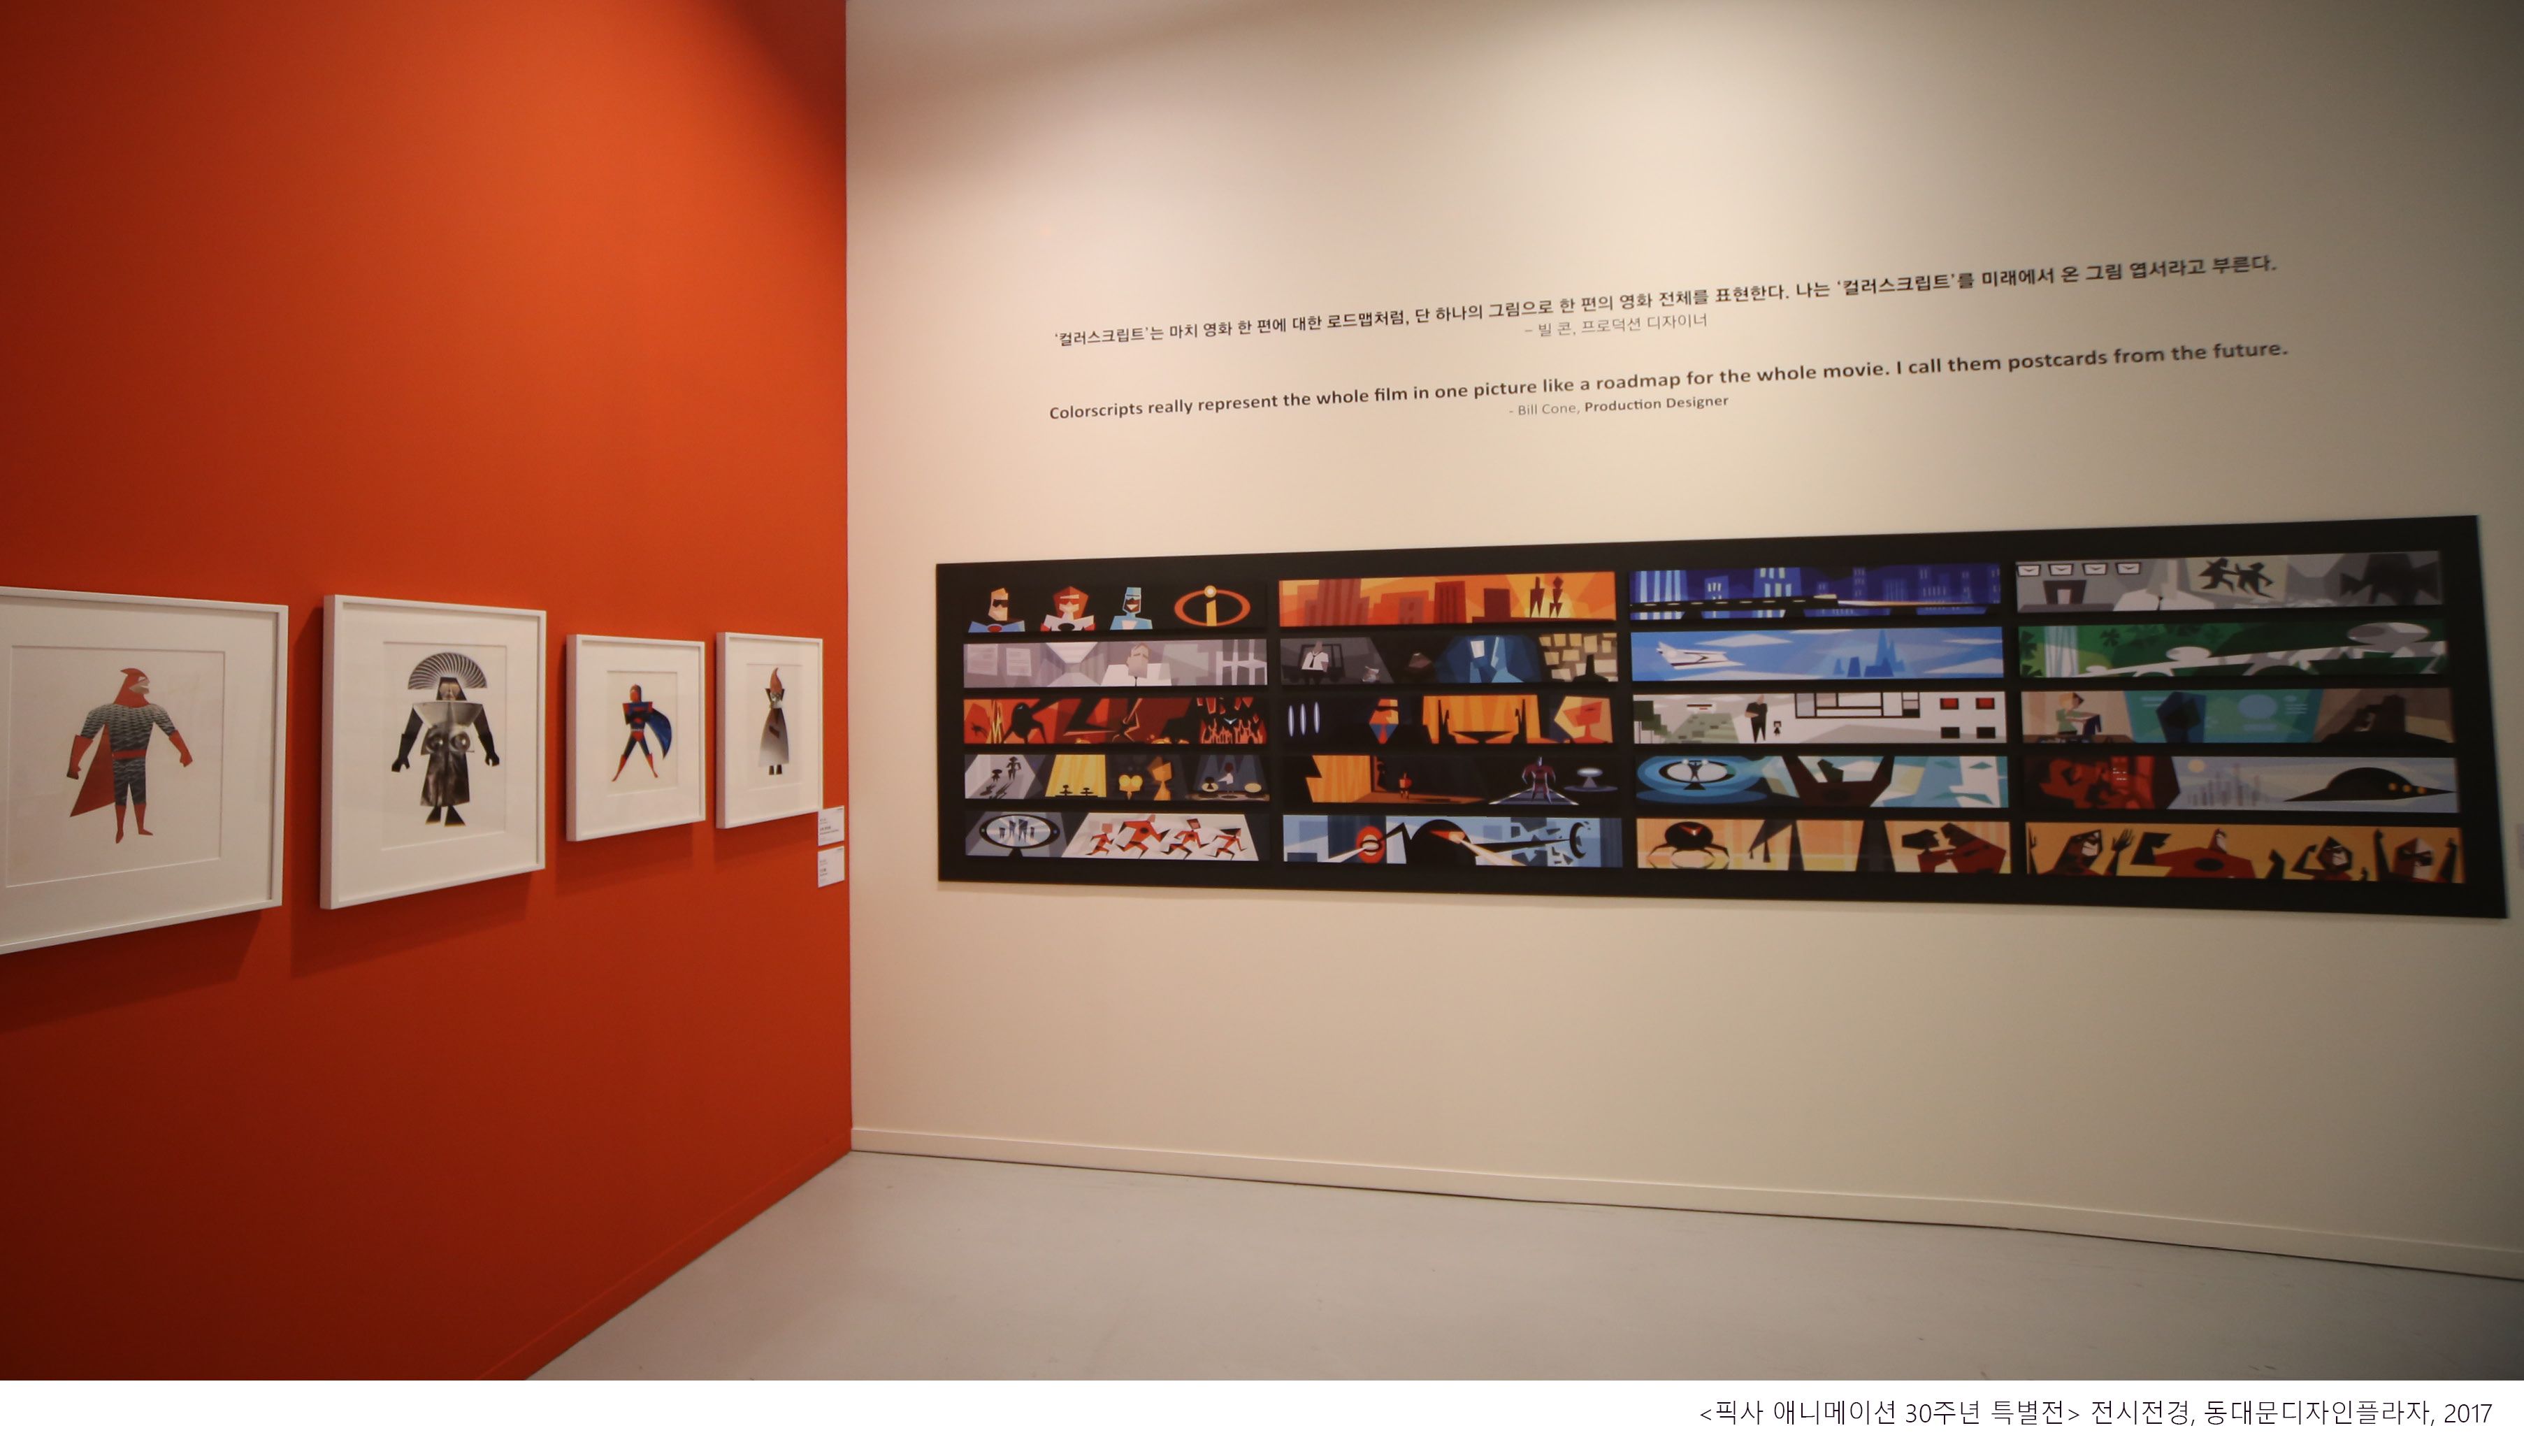 ‘컬러스크립트’는 마치 영화 한 편에 대한 로드맵처럼, 단 하나의 그림으로 한 편의 영화 전체를 표현한다. 나는 ‘컬러스크립트’를 미래에서 온 그림 엽서라고 부른다.
– 빌 콘, 프로덕션 디자이너
Colorscripts really represent the whole film in one picture like a roadmap for the whole movie. I call them postcards from the future.
- Bill Cone, Production Designer
<픽사 애니메이션 30주년 특별전> 전시전경, 동대문디자인플라자, 2017